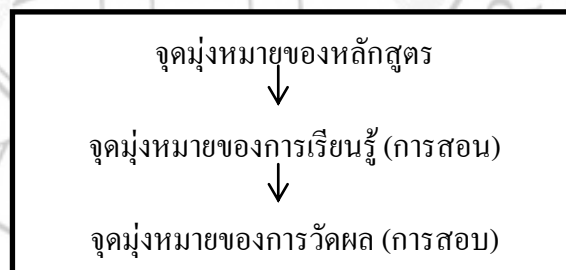 จุดมุ่งหมายของหลักสูตร
จุดมุ่งหมายของการเรียนรู้ (การสอน)
จุดมุ่งหมายของการวัดผล (การสอบ)